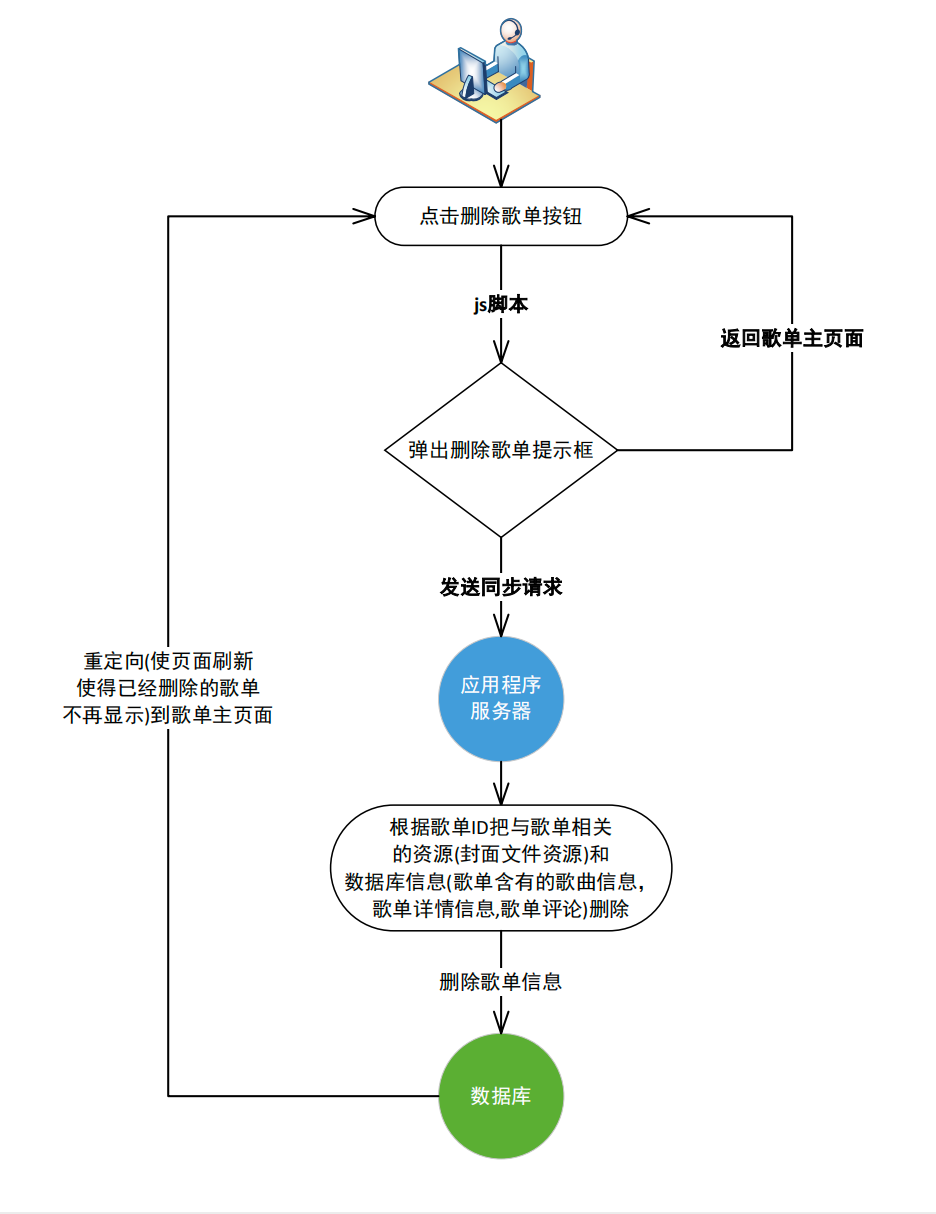 点击删除歌单按钮
js脚本
返回歌单主页面
弹出删除歌单提示框
发送同步请求
重定向(使页面刷新
使得已经删除的歌单
不再显示)到歌单主页面
应用程序
服务器
根据歌单ID把与歌单相关
的资源(封面文件资源)和
数据库信息(歌单含有的歌曲信息，
歌单详情信息,歌单评论)删除
删除歌单信息
数据库